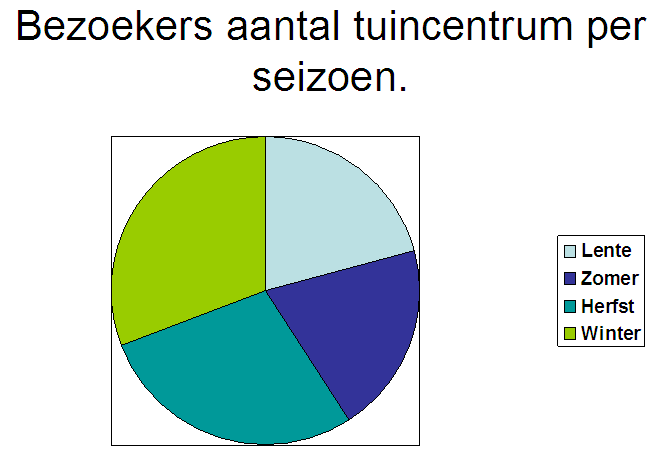 Bezoekers aantal tuincentrum per
seizoen.
Lente
Zomer
Herfst
Winter